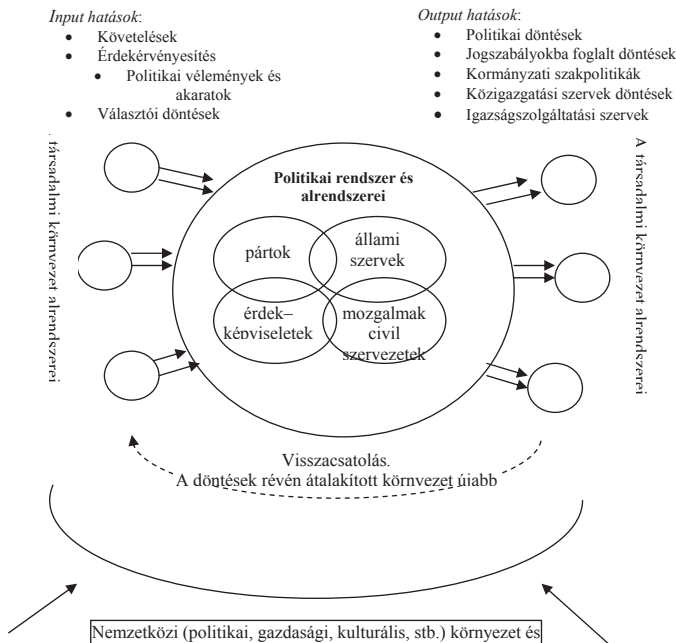 Input hatások:
• Követelések
• Érdekérvényesítés
• Politikai vélemények és
akaratok
• Választói döntések
Output hatások:
• Politikai döntések
• Jogszabályokba foglalt döntések
• Kormányzati szakpolitikák
• Közigazgatási szervek döntések
• Igazságszolgáltatási szervek
társadalmi környezet alrendszerei
Politikai rendszer és
alrendszerei
pártok
állami
szervek
érdek–
képviseletek
mozgalmak
civil
szervezetek
A társadalmi környezet alrendszerei
Visszacsatolás.
A döntések révén átalakított környezet újabb
Nemzetközi (politikai, gazdasági, kulturális, stb.) környezet és